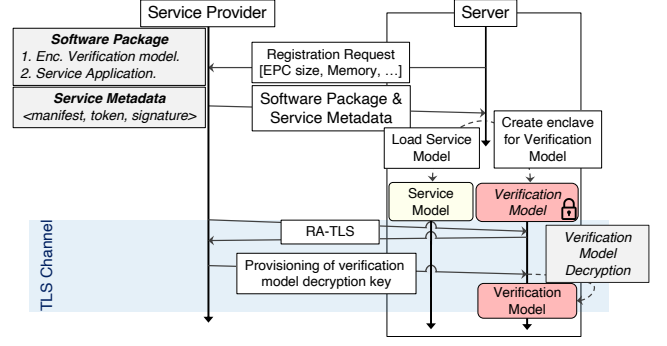 Service Provider
Server
Software Package
1. Enc. Verification model.
2. Service Application.
Registration Request
[EPC size, Memory, ...]
Service Metadata
<manifest, token, signature>
Software Package &
Service Metadata
Load Service
Model
Create enclave
for Verification
Model
Service
Model
Verification
Model
TLS Channel
RA-TLS
Verification
Model
Decryption
Provisioning of verification
model decryption key
Verification
Model